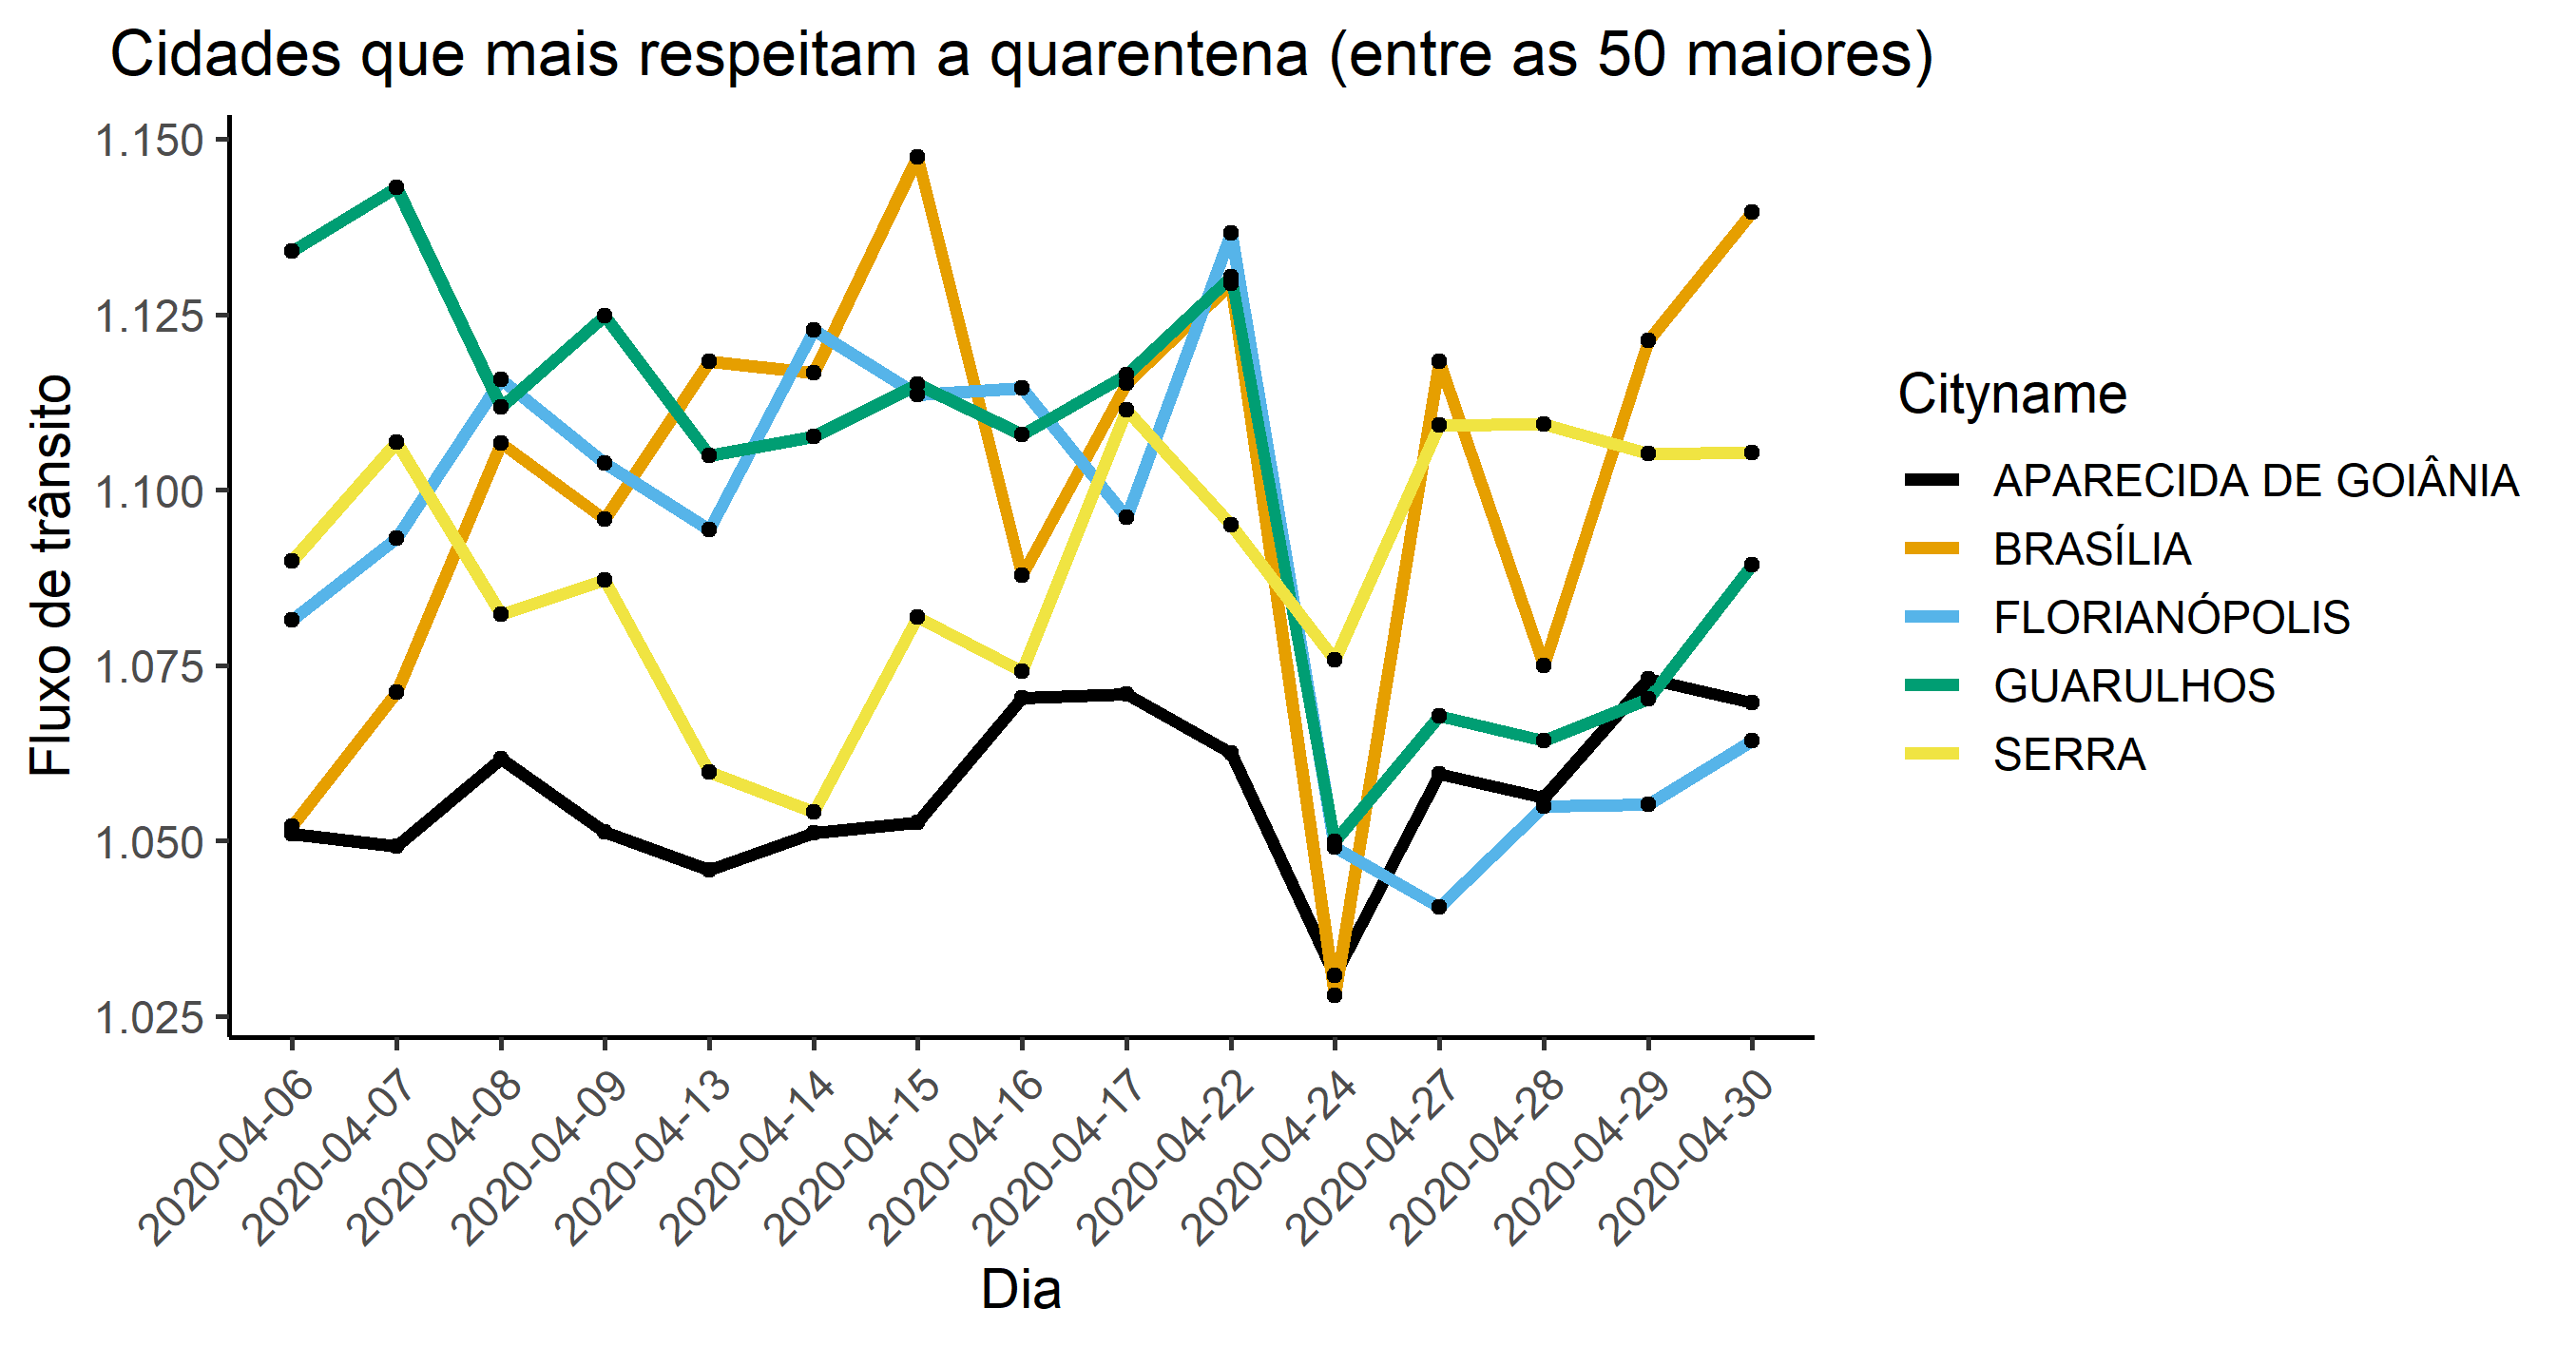 Cidades que mais respeitam a quarentena (entre as 50 maiores)
Fluxo de trânsito
1.150
1.125
1.100
1.075
1.050
1.025
2020-04-06
2020-04-07
2020-04-08
2020-04-09
2020-04-13
2020-04-14
2020-04-15
2020-04-16
2020-04-17
2020-04-22
2020-04-24
2020-04-27
2020-04-28
2020-04-29
2020-04-30
Dia
Cityname
APARECIDA DE GOIÂNIA
BRASÍLIA
FLORIANÓPOLIS
GUARULHOS
SERRA